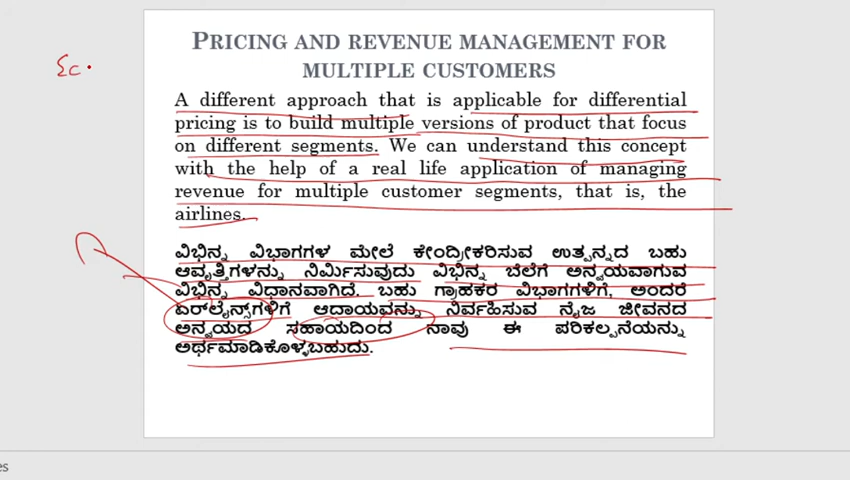 PRICING AND REVENUE MANAGEMENT FOR
MULTIPLE CUSTOMERS
A different approach that is applicable for differential
pricing is to build multiple versions of product that focus
on different segments. We can understand this concept
with the help of a real life application of managing
revenue for multiple customer segments, that is, the
airlines.
ವಿಭಿನ್ನ ವಿಭಾಗಗಳ ಮೇಲೆ ಕೇಂದ್ರೀಕರಿಸುವ ಉತ್ಪನ್ನದ ಬಹು
ಆವೃತ್ತಿಗಳನ್ನು ನಿರ್ಮಿಸುವುದು ವಿಭಿನ್ನ ಬೆಲೆಗೆ ಅನ್ವಯವಾಗುವ
ವಿಭಿನ್ನ ವಿಧಾನವಾಗಿದೆ. ಬಹು ಗ್ರಾಹಕರ ವಿಭಾಗಗಳಿಗೆ, ಅಂದರೆ
ಏರ್‌ಲೈನ್ಸ್‌ಗಳಿಗೆ ಆದಾಯವನ್ನು ನಿರ್ವಹಿಸುವ ನೈಜ ಜೀವನದ
ಅನ್ವಯದ ಸಹಾಯದಿಂದ ನಾವು ಈ ಪರಿಕಲ್ಪನೆಯನ್ನು
ಅರ್ಥಮಾಡಿಕೊಳ್ಳಬಹುದು.